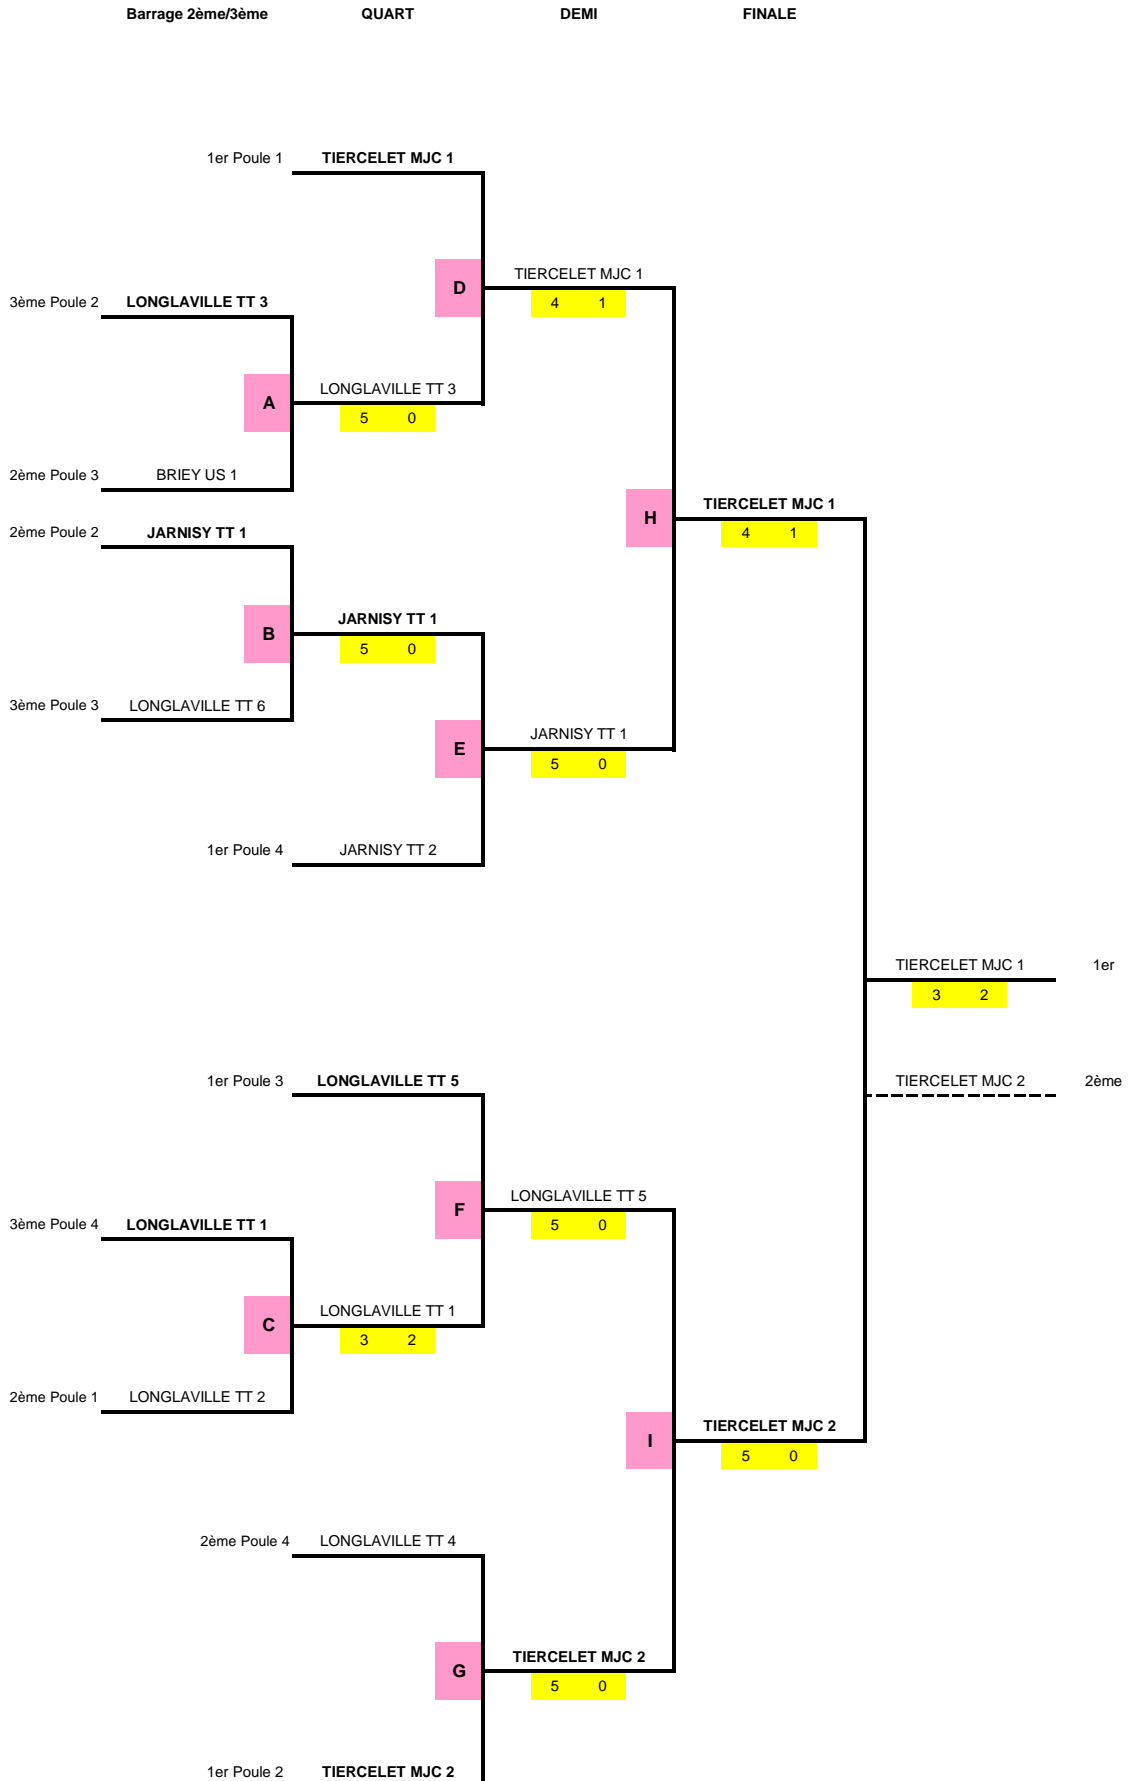 Barrage 2ème/3ème QUART DEMI FINALE
1er Poule 1 TIERCELET MJC 1
D TIERCELET MJC 1
4 1
3ème Poule 2 LONGLAVILLE TT 3
A LONGLAVILLE TT 3
5 0
2ème Poule 3 BRIEY US 1
H TIERCELET MJC 1
4 1
2ème Poule 2 JARNISY TT 1
B JARNISY TT 1
5 0
3ème Poule 3 LONGLAVILLE TT 6
E JARNISY TT 1
5 0
1er Poule 4 JARNISY TT 2
TIERCELET MJC 1 1er
3 2
1er Poule 3 LONGLAVILLE TT 5 TIERCELET MJC 2 2ème
F LONGLAVILLE TT 5
5 0
3ème Poule 4 LONGLAVILLE TT 1
C LONGLAVILLE TT 1
3 2
2ème Poule 1 LONGLAVILLE TT 2
I TIERCELET MJC 2
5 0
2ème Poule 4 LONGLAVILLE TT 4
G TIERCELET MJC 2
5 0
1er Poule 2 TIERCELET MJC 2